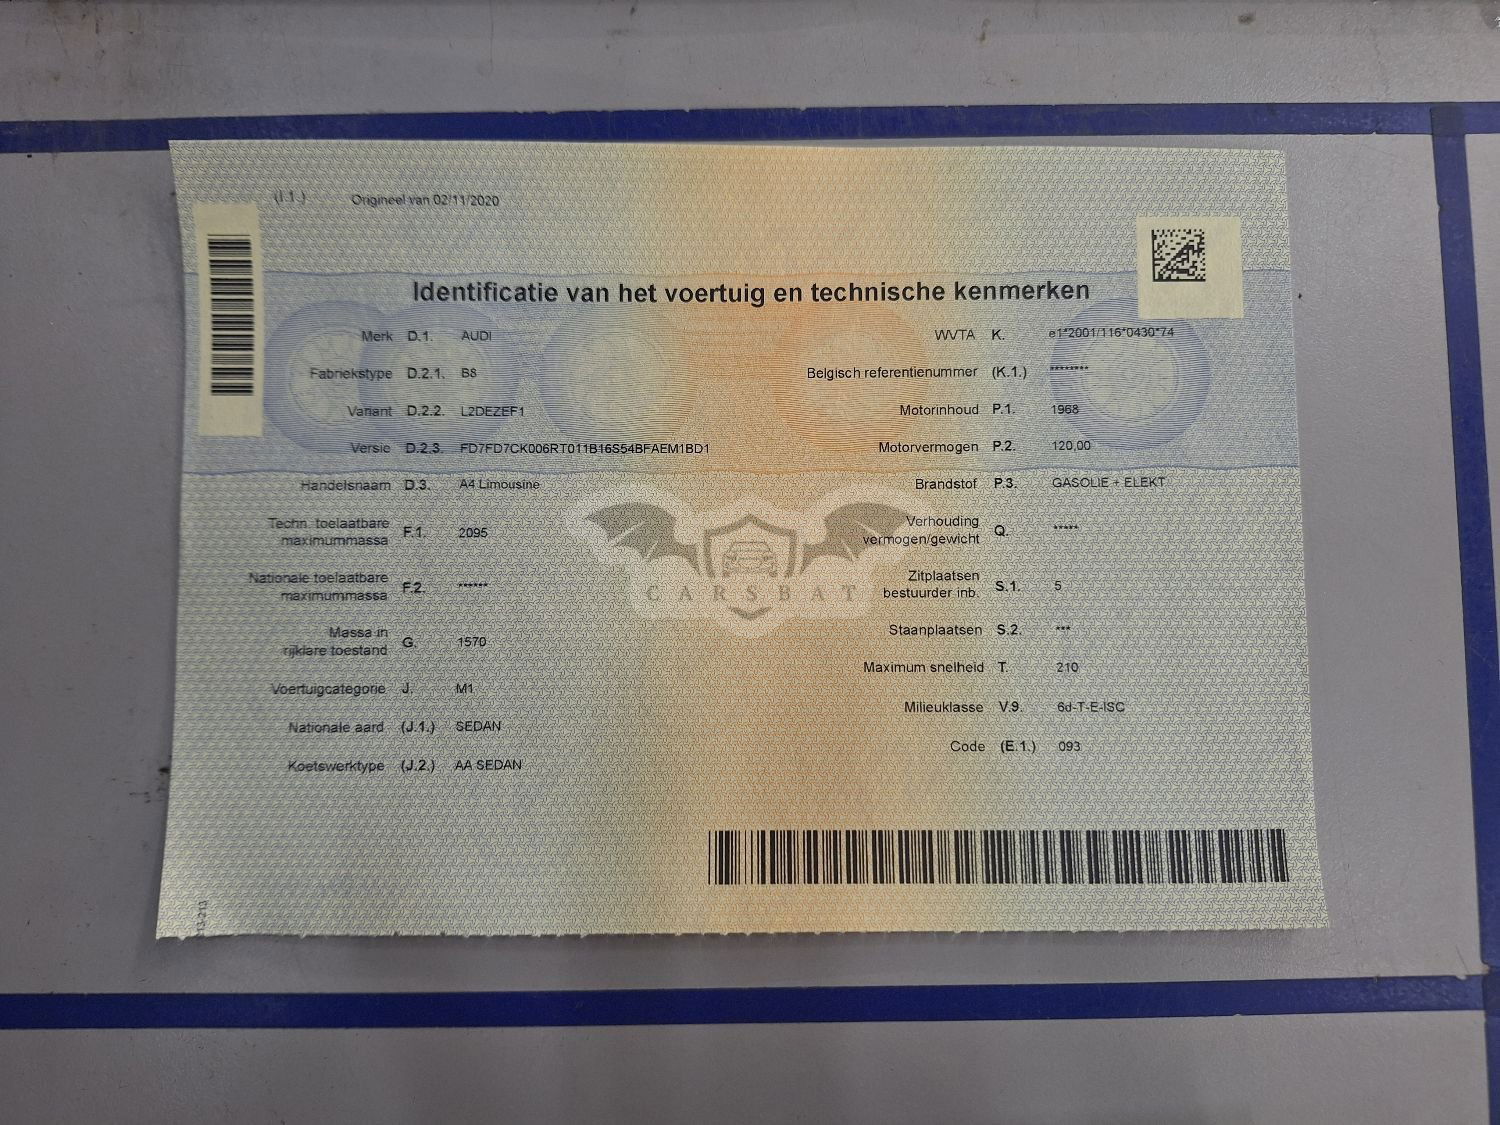 (I.1.) Origineel van 02/11/2020
Identificatie van het voertuig en technische kenmerken
Merk D.1. AUDI
Fabriekstype D.2.1. B8
Variant D.2.2. L2DEZEF1
Versie D.2.3. FD7FD7CK006RT011B16S54BFAEM1BD1
Handelsnaam D.3. A4 Limousine
Techn. toelaatbare
maximummassa F.1. 2095
Nationale toelaatbare
maximummassa F.2. ******
Massa in
rijklare toestand G. 1570
Voertuigcategorie J. M1
Nationale aard (J.1.) SEDAN
Koetswerktype (J.2.) AA SEDAN
WVTA K. e1*2001/116*0430*74
Belgisch referentienummer (K.1.) ********
Motorinhoud P.1. 1968
Motorvermogen P.2. 120,00
Brandstof P.3. GASOLIE + ELEKT
Verhouding
vermogen/gewicht Q. *****
Zitplaatsen
bestuurder inb. S.1. 5
Staanplaatsen S.2. ***
Maximum snelheid T. 210
Milieuklasse V.9. 6d-T-E-ISC
Code (E.1.) 093
CARSBAT